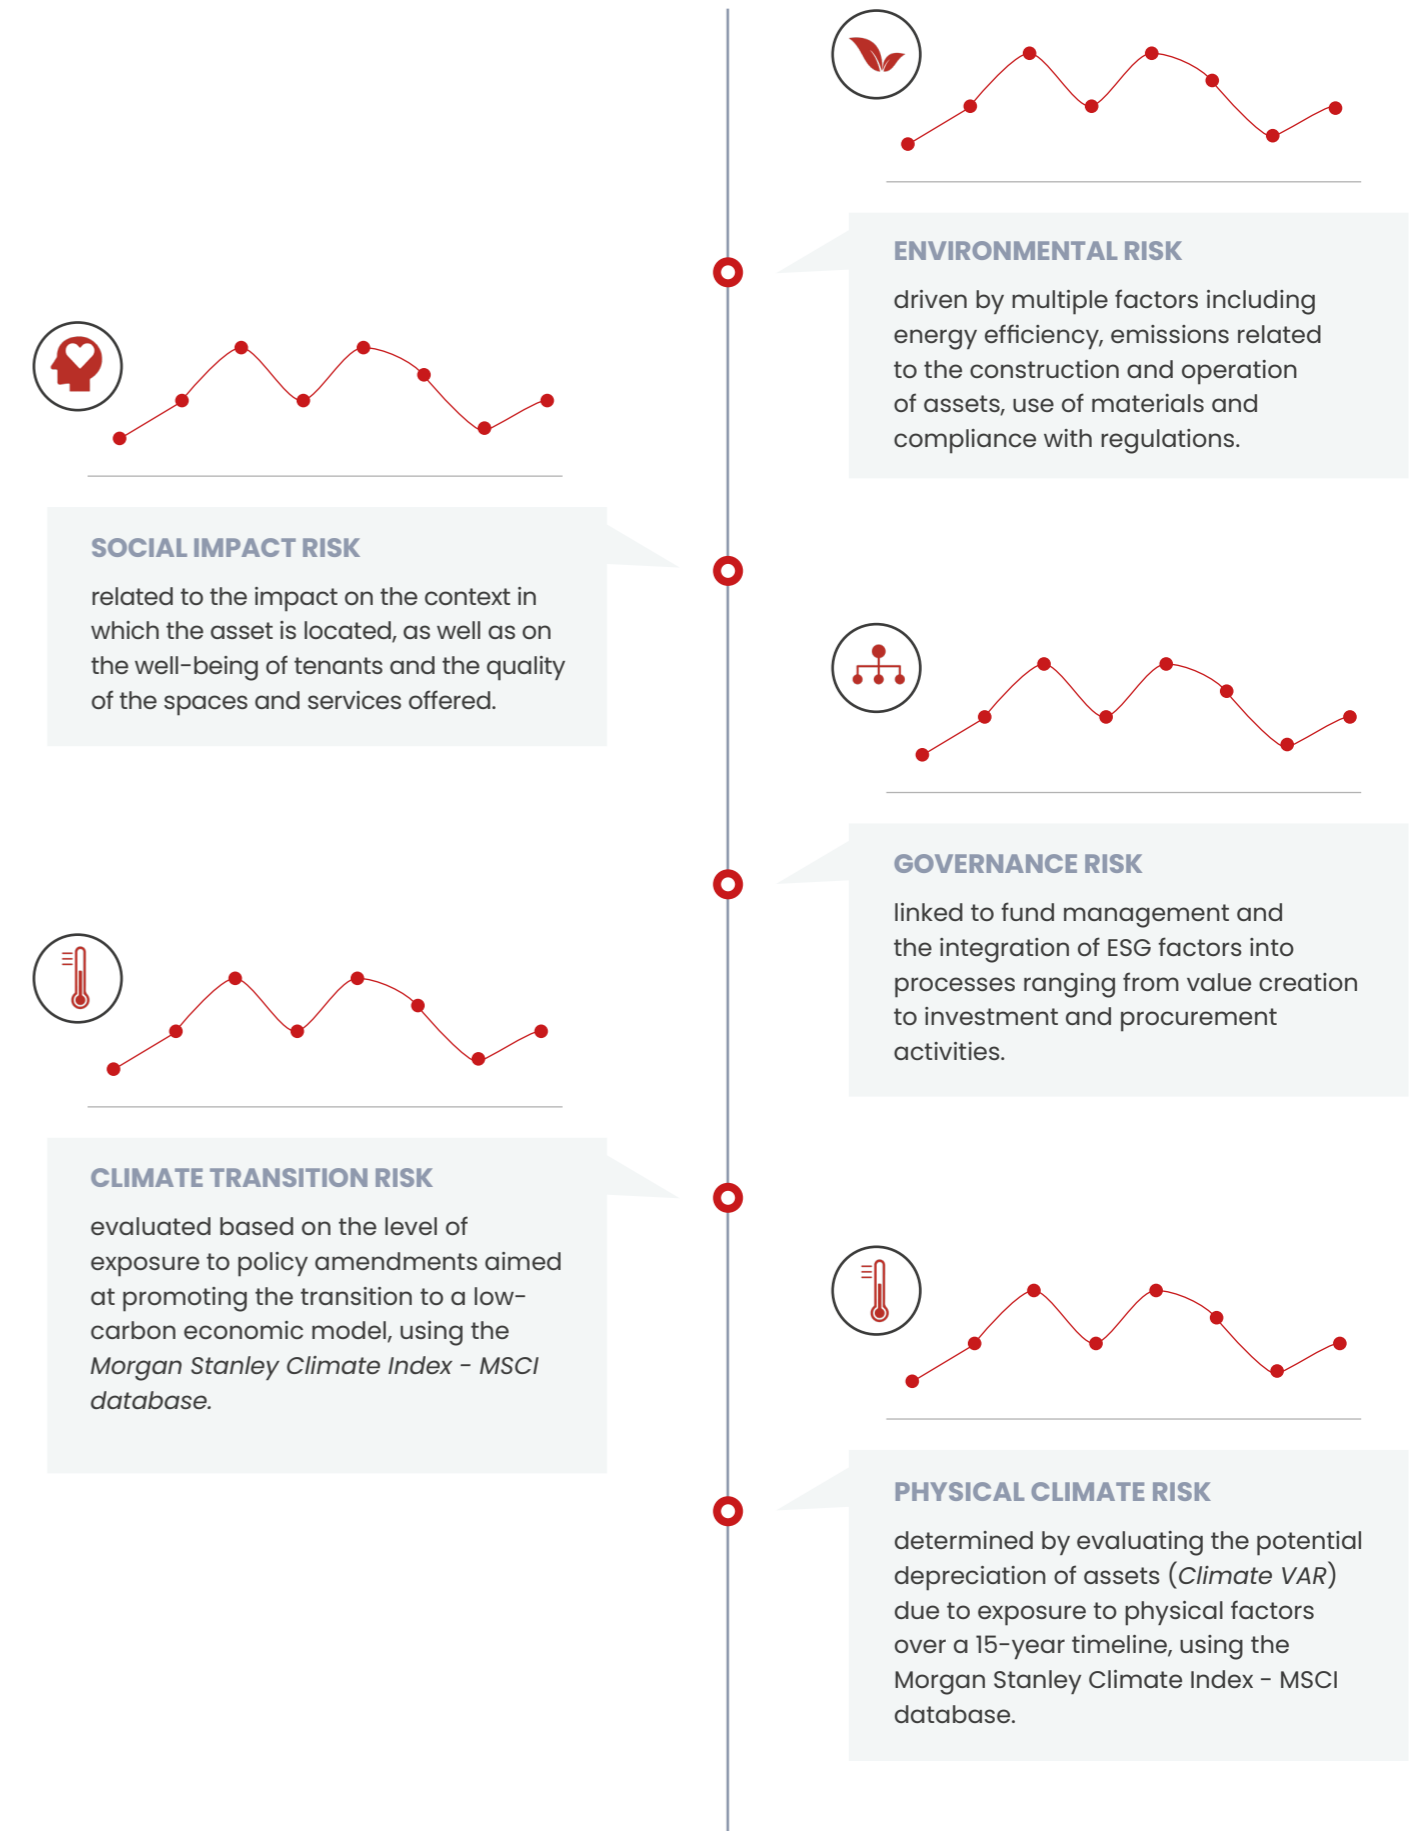 ENVIRONMENTAL RISK
driven by multiple factors including
energy efficiency, emissions related
to the construction and operation
of assets, use of materials and
compliance with regulations.
SOCIAL IMPACT RISK
related to the impact on the context in
which the asset is located, as well as on
the well-being of tenants and the quality
of the spaces and services offered.
GOVERNANCE RISK
linked to fund management and
the integration of ESG factors into
processes ranging from value creation
to investment and procurement
activities.
CLIMATE TRANSITION RISK
evaluated based on the level of
exposure to policy amendments aimed
at promoting the transition to a low-
carbon economic model, using the
Morgan Stanley Climate Index - MSCI
database.
PHYSICAL CLIMATE RISK
determined by evaluating the potential
depreciation of assets (Climate VAR)
due to exposure to physical factors
over a 15-year timeline, using the
Morgan Stanley Climate Index - MSCI
database.